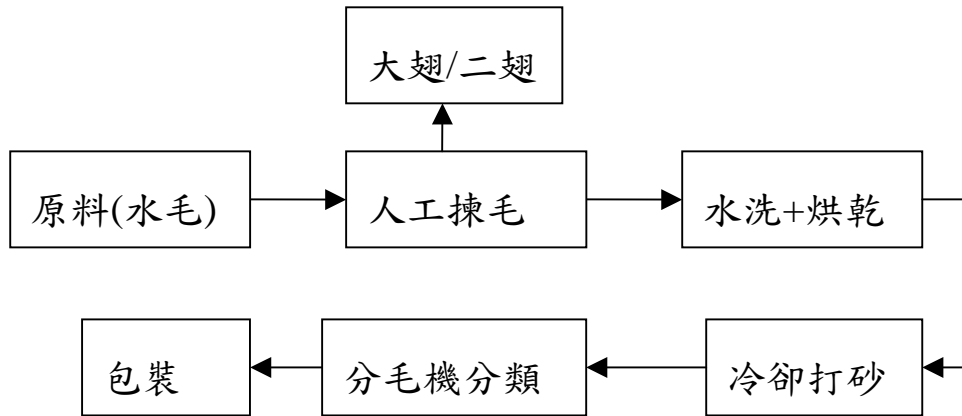 大翅/二翅
原料(水毛)
人工揀毛
水洗+烘乾
冷卻打砂
分毛機分類
包裝